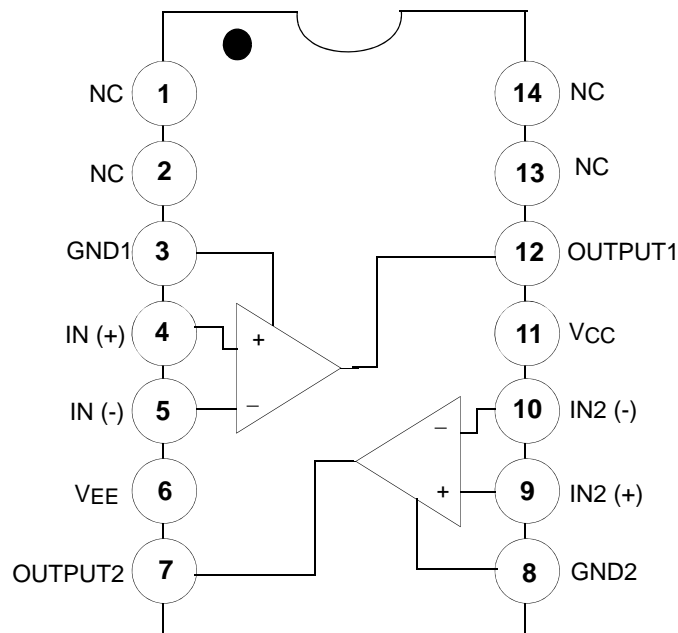 NC 1
14 NC
NC 2
13 NC
GND1 3
12 OUTPUT1
IN (+) 4
+
11 VCC
IN (-) 5
−
10 IN2 (-)
−
VEE 6
+
9 IN2 (+)
OUTPUT2 7
8 GND2